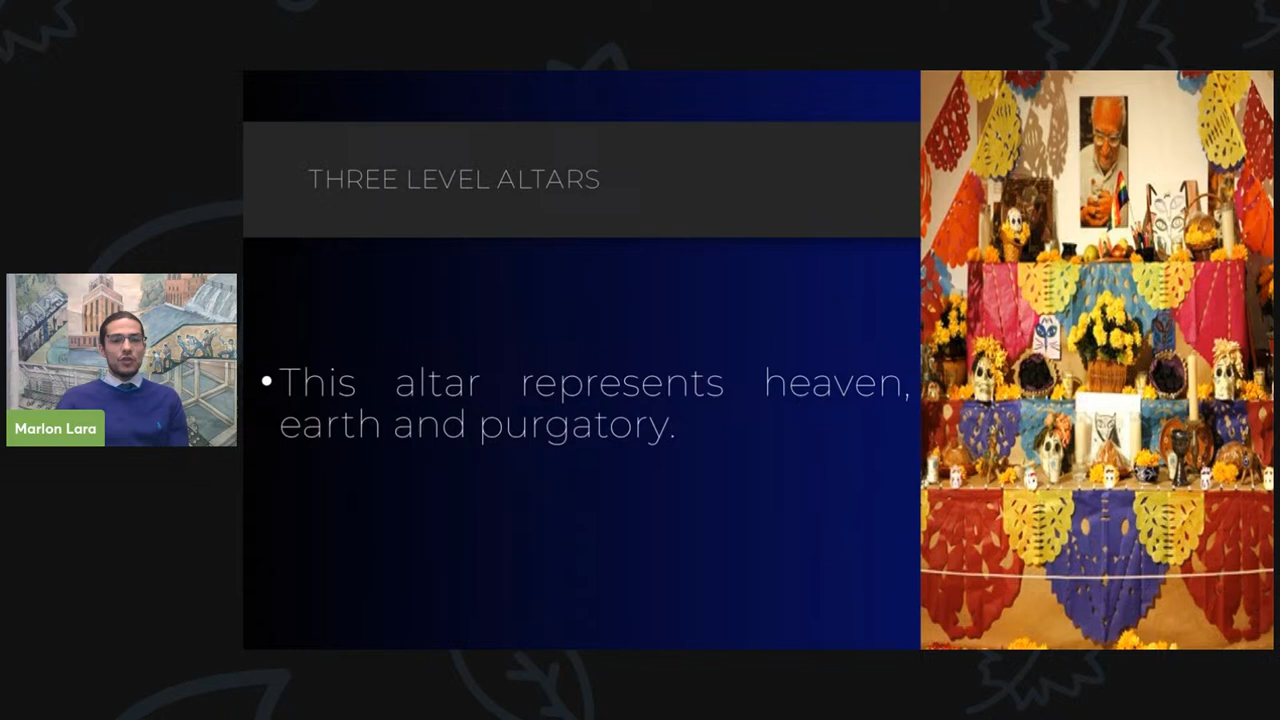 THREE LEVEL ALTARS
•This altar represents heaven,
earth and purgatory.
Marlon Lara